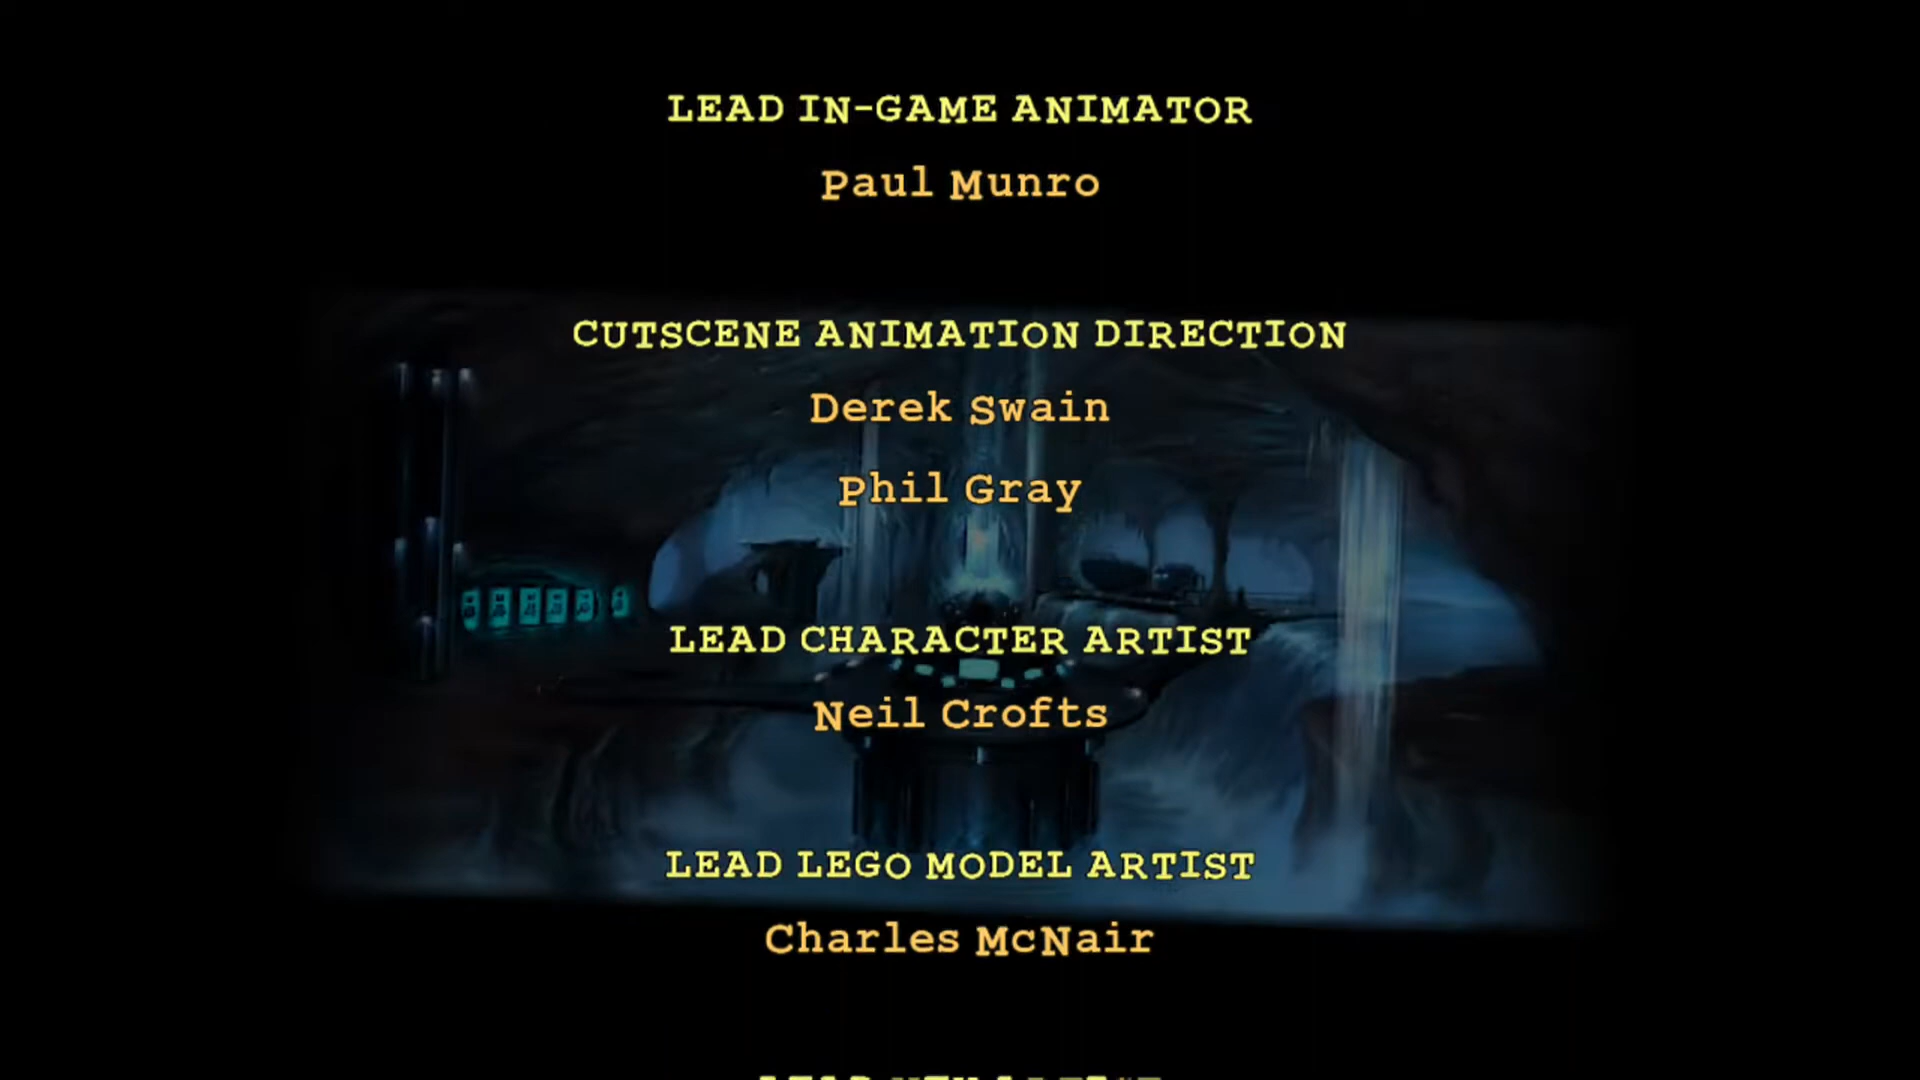 LEAD IN-GAME ANIMATOR
Paul Munro
CUTSCENE ANIMATION DIRECTION
Derek Swain
Phil Gray
LEAD CHARACTER ARTIST
Neil Crofts
LEAD LEGO MODEL ARTIST
Charles McNair